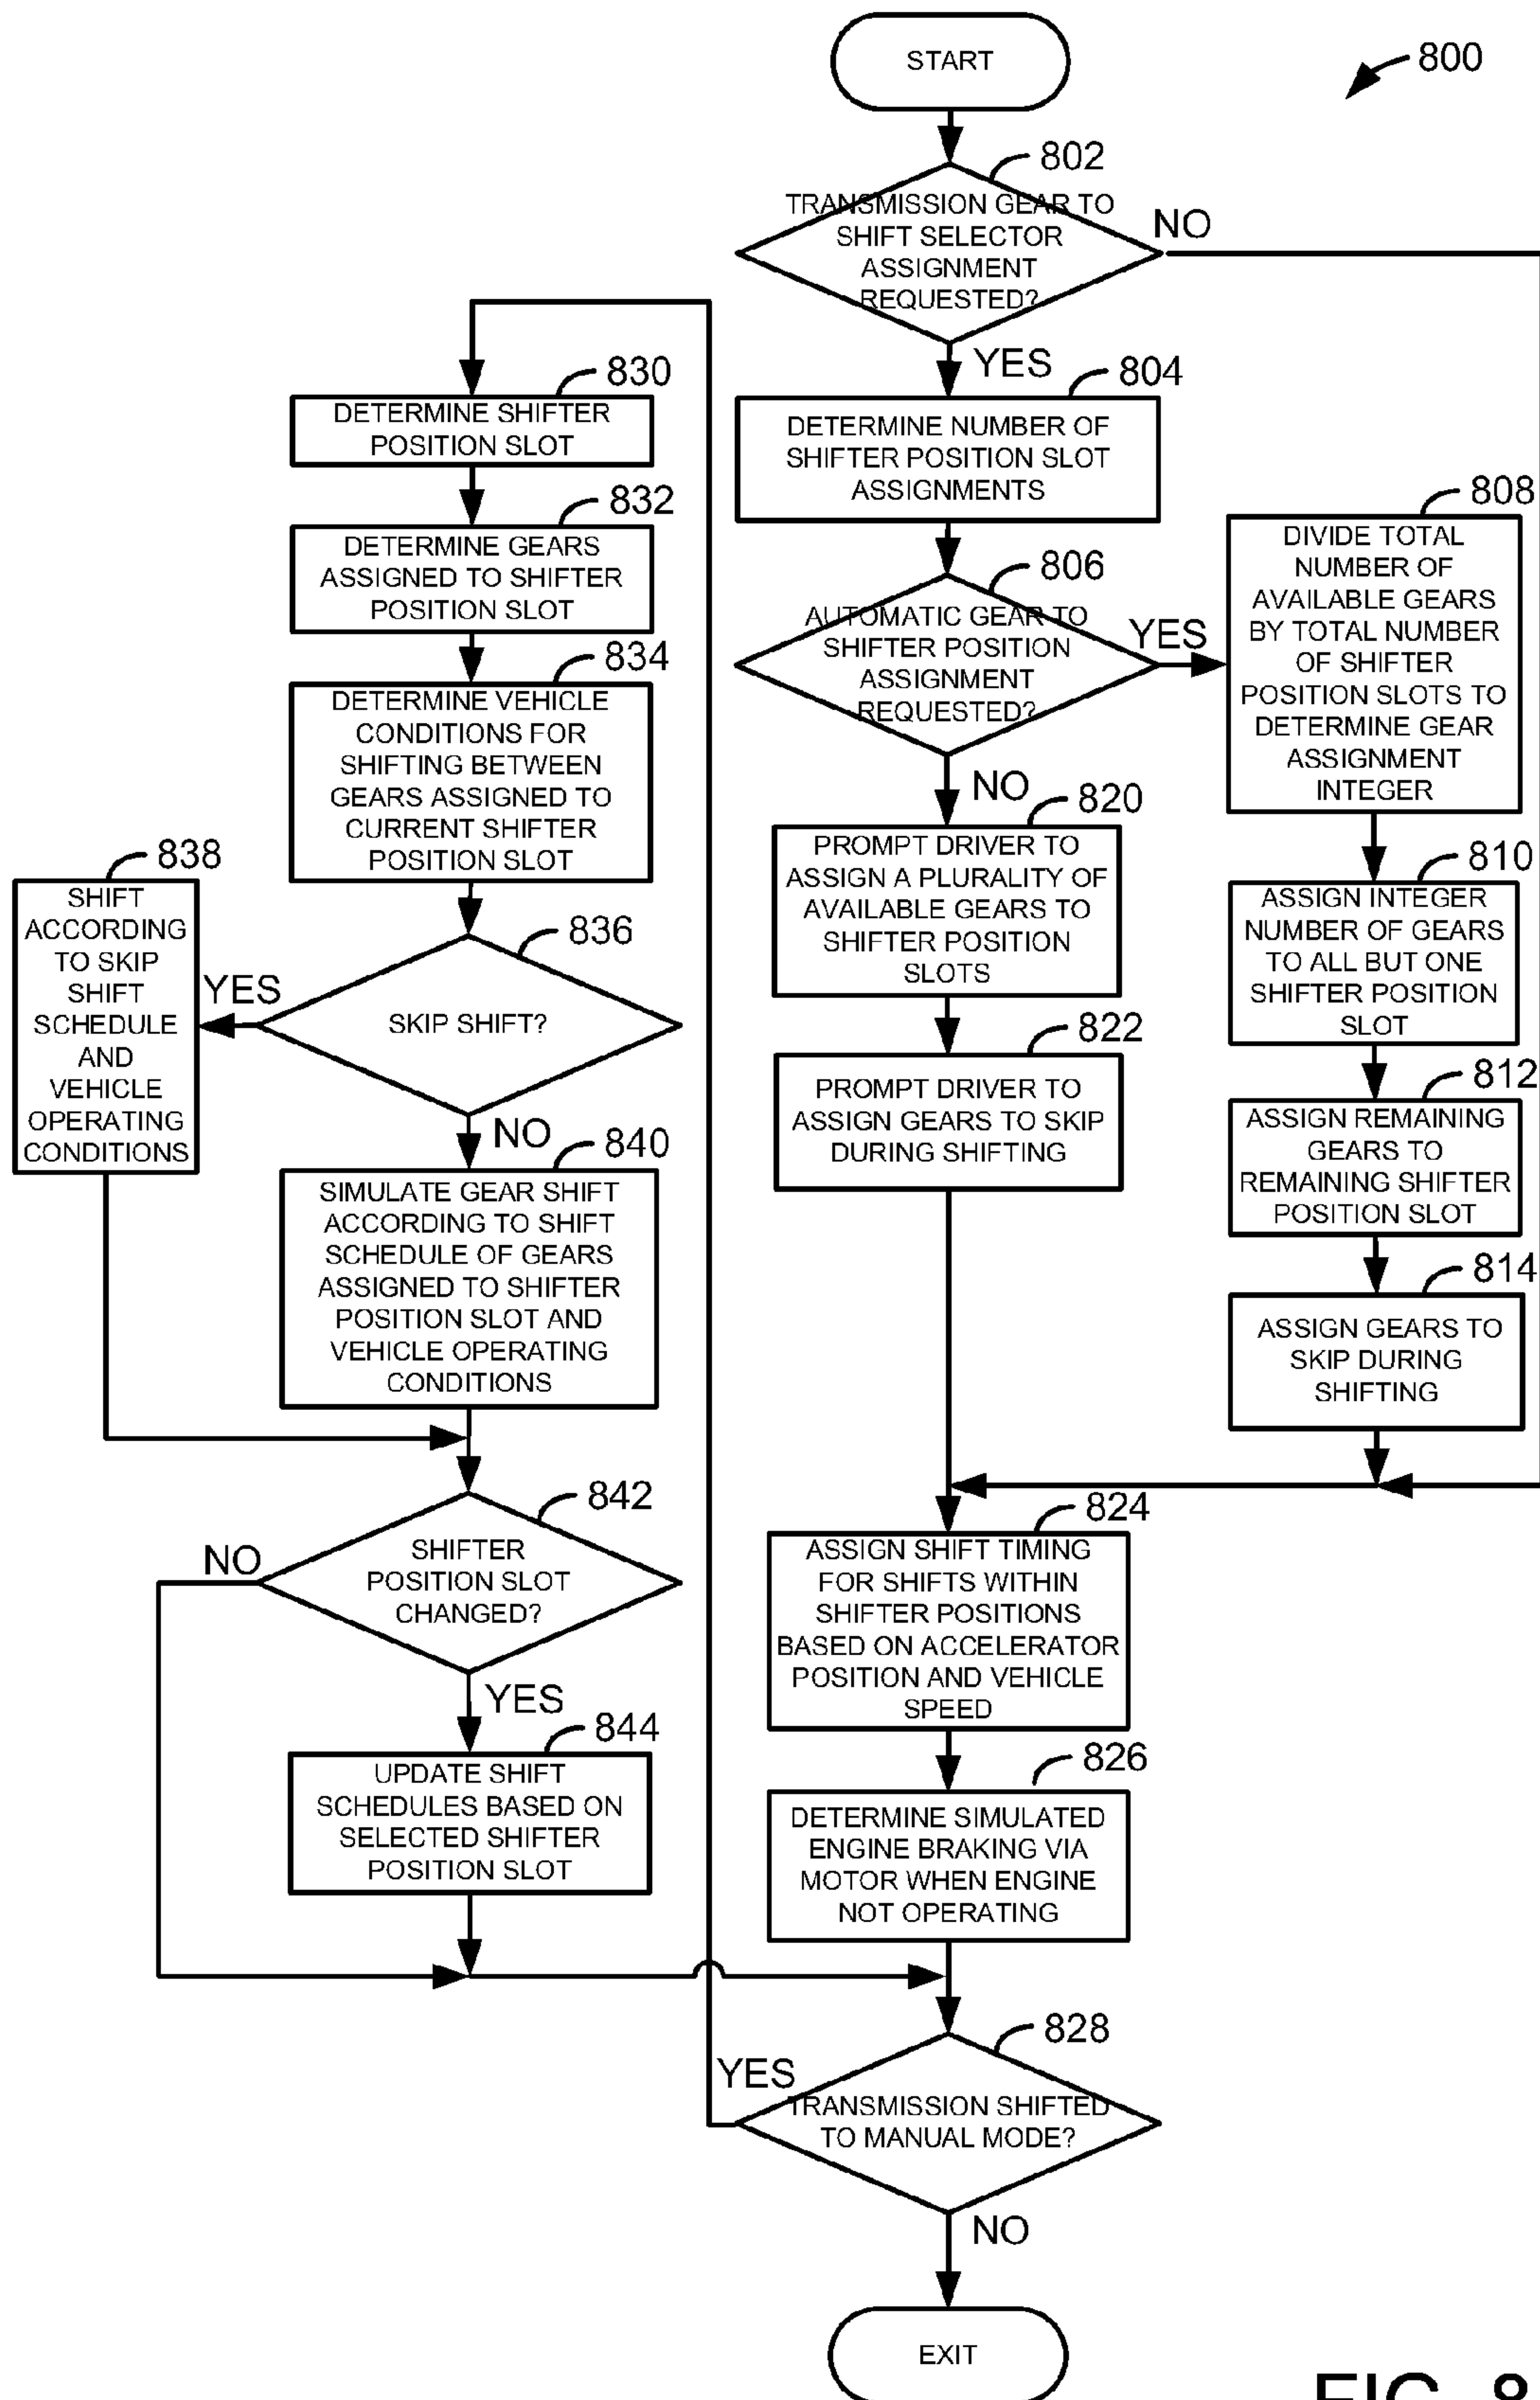 START
800
802
TRANSMISSION GEAR TO
SHIFT SELECTOR
ASSIGNMENT
REQUESTED?
NO
YES
804
DETERMINE NUMBER OF
SHIFTER POSITION SLOT
ASSIGNMENTS
806
AUTOMATIC GEAR TO
SHIFTER POSITION
ASSIGNMENT
REQUESTED?
YES
NO
808
DIVIDE TOTAL
NUMBER OF
AVAILABLE GEARS
BY TOTAL NUMBER
OF SHIFTER
POSITION SLOTS TO
DETERMINE GEAR
ASSIGNMENT
INTEGER
810
ASSIGN INTEGER
NUMBER OF GEARS
TO ALL BUT ONE
SHIFTER POSITION
SLOT
812
ASSIGN REMAINING
GEARS TO
REMAINING SHIFTER
POSITION SLOT
814
ASSIGN GEARS TO
SKIP DURING
SHIFTING
820
PROMPT DRIVER TO
ASSIGN A PLURALITY OF
AVAILABLE GEARS TO
SHIFTER POSITION
SLOTS
822
PROMPT DRIVER TO
ASSIGN GEARS TO SKIP
DURING SHIFTING
824
ASSIGN SHIFT TIMING
FOR SHIFTS WITHIN
SHIFTER POSITIONS
BASED ON ACCELERATOR
POSITION AND VEHICLE
SPEED
826
DETERMINE SIMULATED
ENGINE BRAKING VIA
MOTOR WHEN ENGINE
NOT OPERATING
828
TRANSMISSION SHIFTED
TO MANUAL MODE?
YES
NO
EXIT
830
DETERMINE SHIFTER
POSITION SLOT
832
DETERMINE GEARS
ASSIGNED TO SHIFTER
POSITION SLOT
834
DETERMINE VEHICLE
CONDITIONS FOR
SHIFTING BETWEEN
GEARS ASSIGNED TO
CURRENT SHIFTER
POSITION SLOT
836
SKIP SHIFT?
YES
NO
838
SHIFT
ACCORDING
TO SKIP
SHIFT
SCHEDULE
AND
VEHICLE
OPERATING
CONDITIONS
840
SIMULATE GEAR SHIFT
ACCORDING TO SHIFT
SCHEDULE OF GEARS
ASSIGNED TO SHIFTER
POSITION SLOT AND
VEHICLE OPERATING
CONDITIONS
842
SHIFTER
POSITION SLOT
CHANGED?
NO
YES
844
UPDATE SHIFT
SCHEDULES BASED ON
SELECTED SHIFTER
POSITION SLOT
FIG. 8